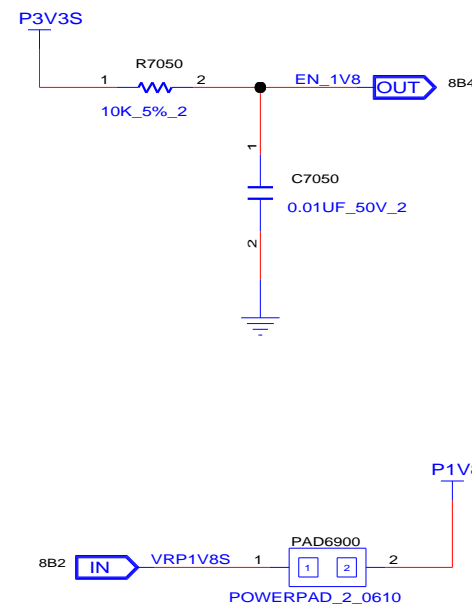 P3V3S
R7050
1 2 EN_1V8 OUT 8B4
10K_5%_2
1
C7050
0.01UF_50V_2
2
P1V8
PAD6900
8B2 IN VRP1V8S 1 1 2 2
POWERPAD_2_0610